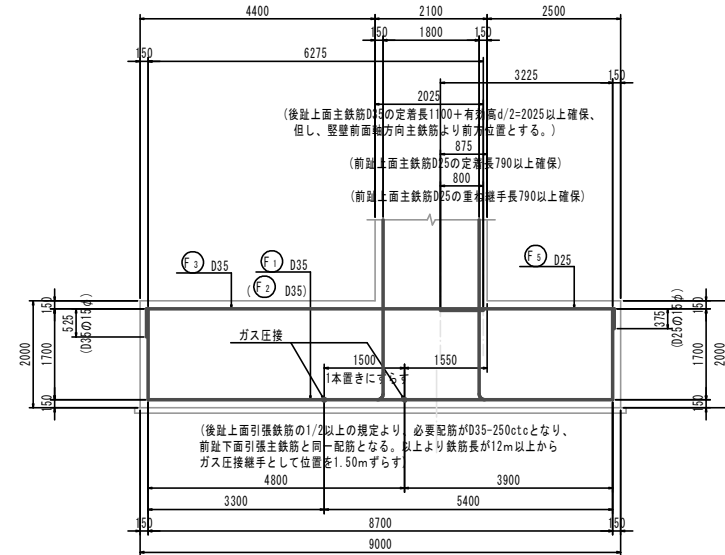 4400
2100
2500
150
150
1800
150
6275
3225
150
2025
(後趾上面主鉄筋D35の定着長1100+有効高d/2=2025以上確保、
但し、竪壁前面軸方向主鉄筋より前方位置とする。)
875
(前趾上面主鉄筋D25の定着長790以上確保)
800
(前趾上面主鉄筋D25の重ね継手長790以上確保)
F3 D35
F1 D35
(F2 D35)
F5 D25
150
525
(D35の15φ)
2000
1700
150
ガス圧接
1500
1550
1本置きにずらす
150
375
(D25の15φ)
1700
2000
150
(後趾上面引張鉄筋の1/2以上の規定より、必要配筋がD35-250ctcとなり、
前趾下面引張主鉄筋と同一配筋となる。以上より鉄筋長が12m以上から
ガス圧接継手として位置を1.50mずらす)
4800
3900
3300
5400
150
8700
150
9000